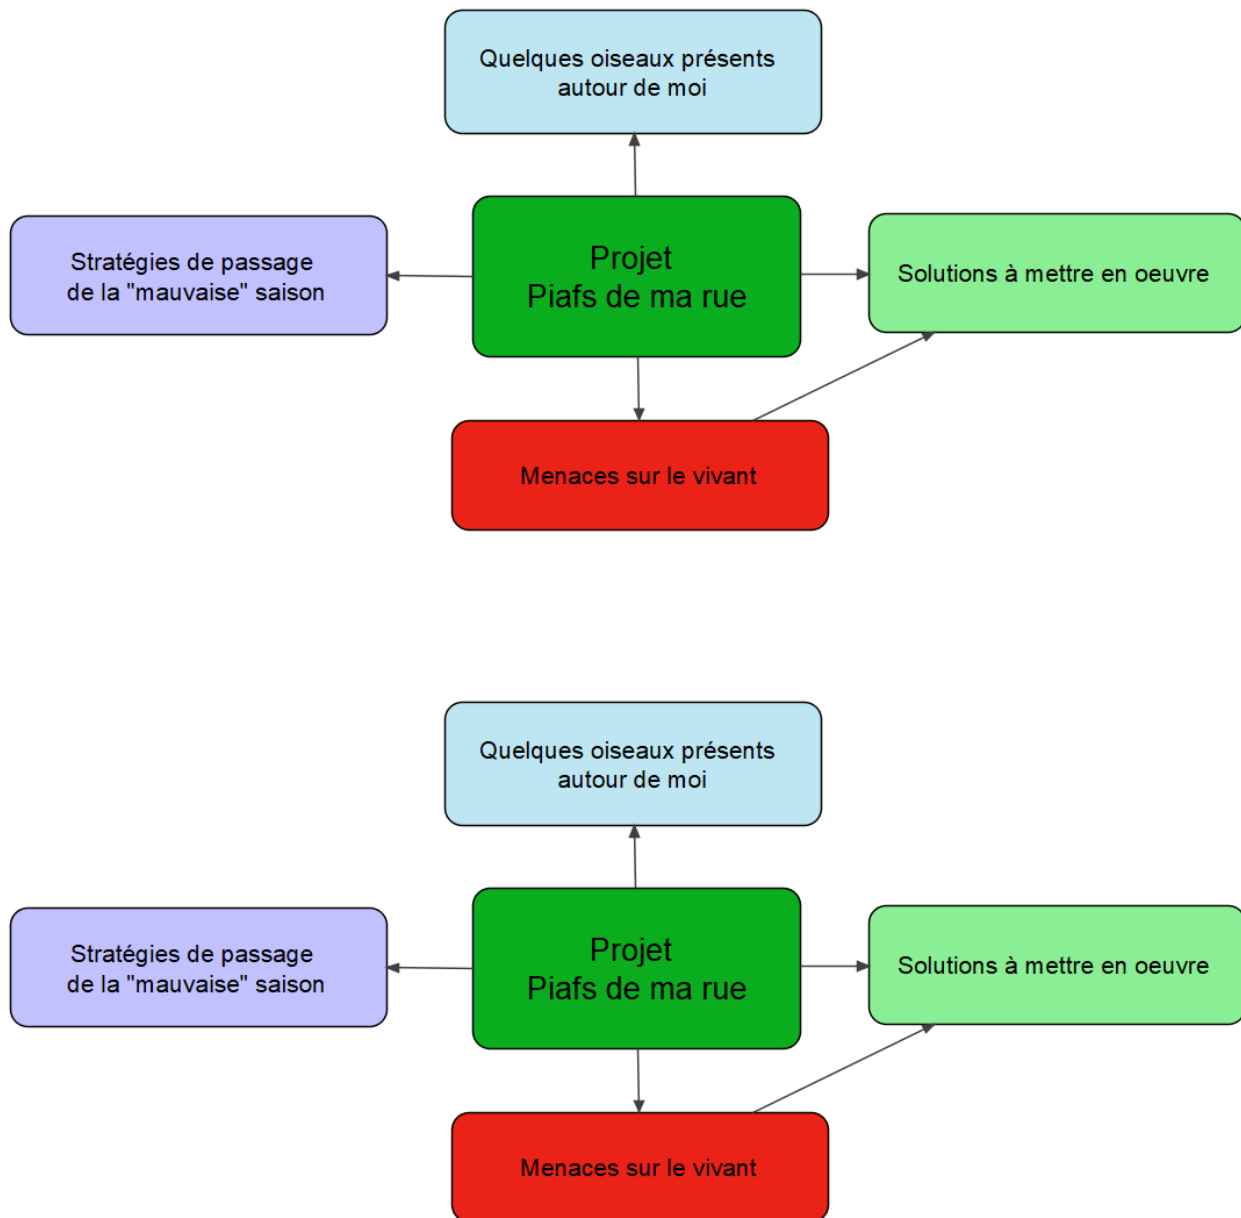 Quelques oiseaux présents
autour de moi
Stratégies de passage
de la "mauvaise" saison
Projet
Piafs de ma rue
Solutions à mettre en oeuvre
Menaces sur le vivant
Quelques oiseaux présents
autour de moi
Stratégies de passage
de la "mauvaise" saison
Projet
Piafs de ma rue
Solutions à mettre en oeuvre
Menaces sur le vivant